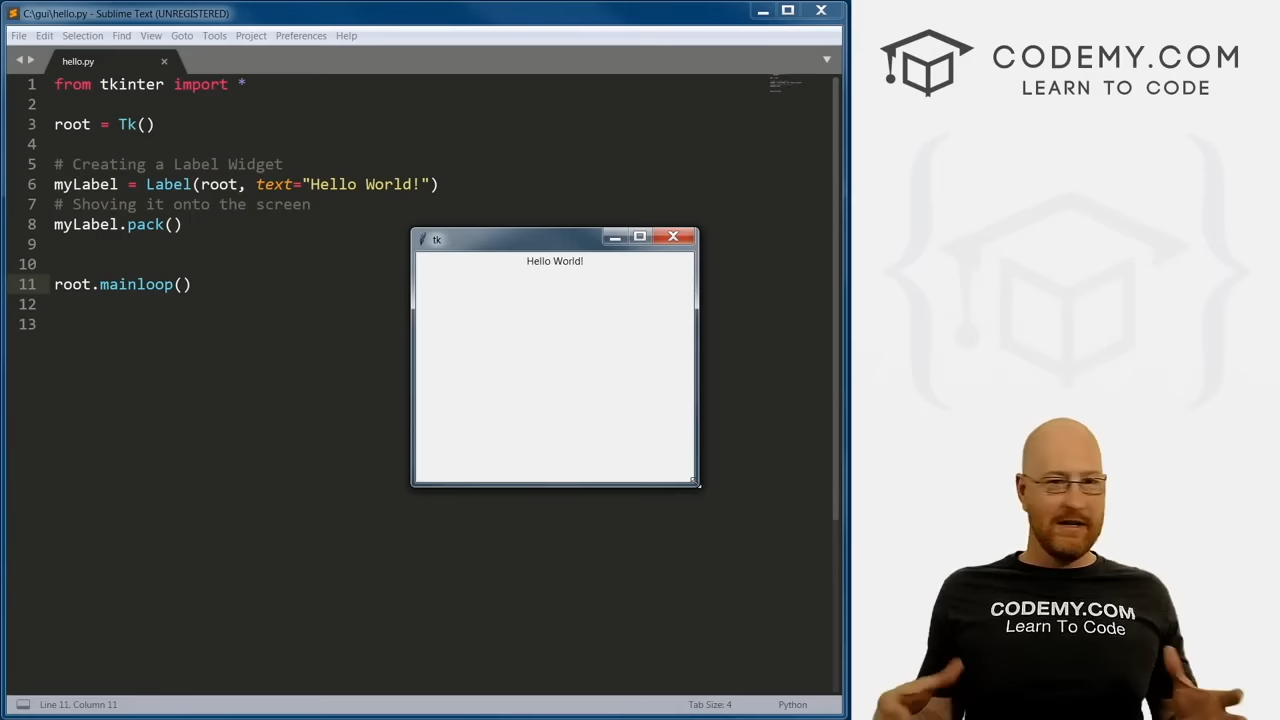 C:\gui\hello.py - Sublime Text (UNREGISTERED)
File Edit Selection Find View Goto Tools Project Preferences Help
hello.py
1 from tkinter import *
2
3 root = Tk()
4
5 # Creating a Label Widget
6 myLabel = Label(root, text="Hello World!")
7 # Shoving it onto the screen
8 myLabel.pack()
9
10
11 root.mainloop()
12
13
tk
Hello World!
Line 11, Column 11
Tab Size: 4
Python
CODEMY.COM
LEARN TO CODE
CODEMY.COM
Learn To Code